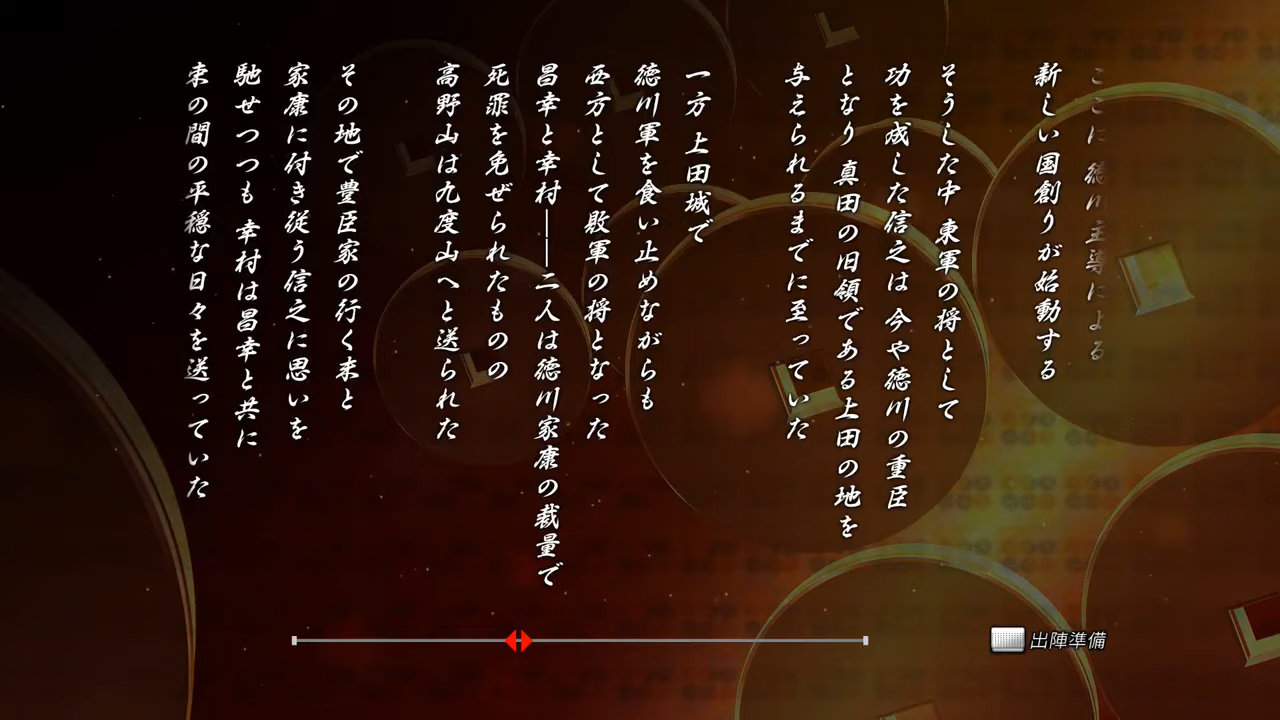 ここに 徳川主導による
新しい国創りが始動する
そうした中 東軍の将として
功を成した信之は 今や徳川の重臣
となり 真田の旧領である上田の地を
与えられるまでに至っていた
一方 上田城で
徳川軍を食い止めながらも
西方として敗軍の将となった
昌幸と幸村――二人は徳川家康の裁量で
死罪を免ぜられたものの
高野山は九度山へと送られた
その地で豊臣家の行く末と
家康に付き従う信之に思いを
馳せつつも 幸村は昌幸と共に
束の間の平穏な日々を送っていた
出陣準備